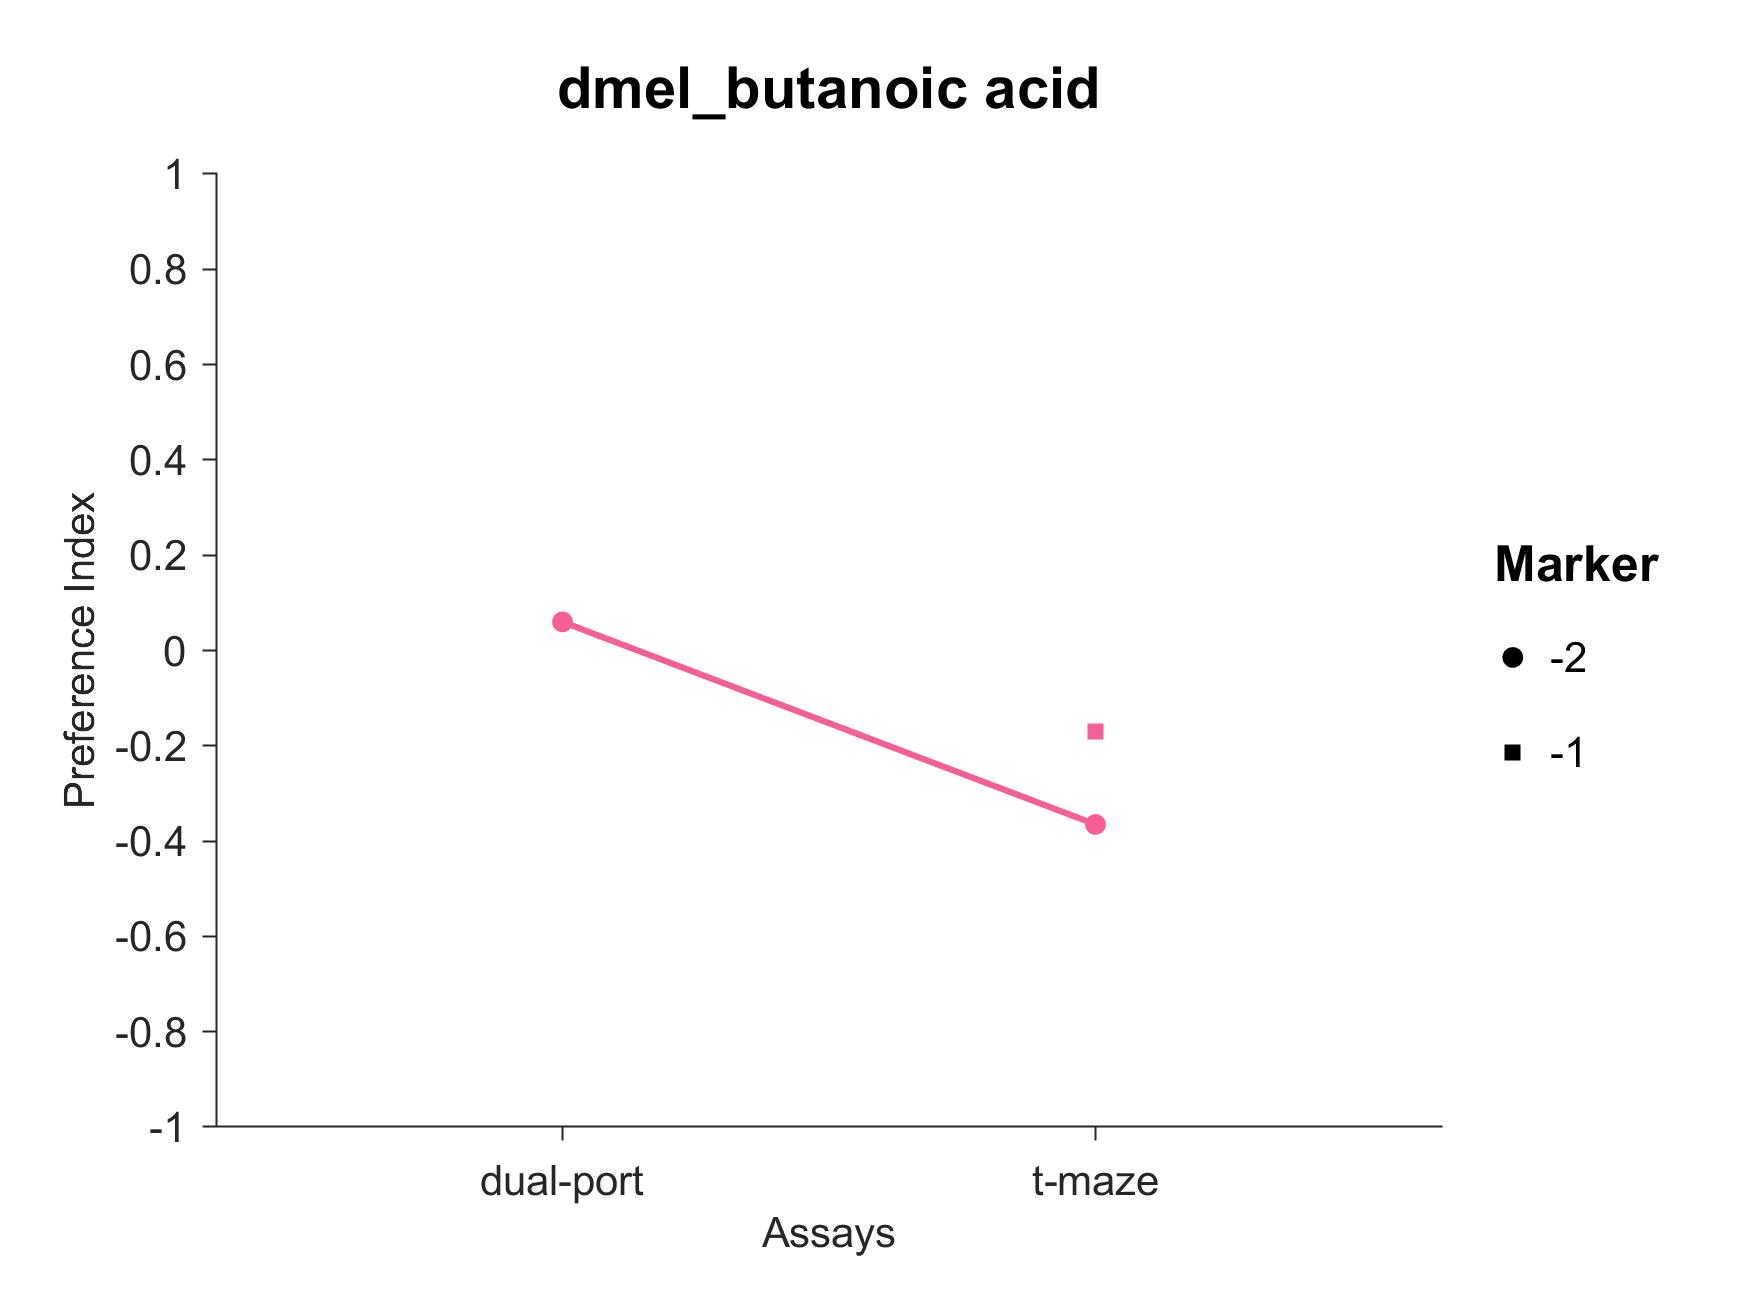 dmel_butanoic acid
1
0.8
0.6
0.4
0.2
0
-0.2
-0.4
-0.6
-0.8
-1
Preference Index
dual-port
t-maze
Assays
Marker
-2
-1